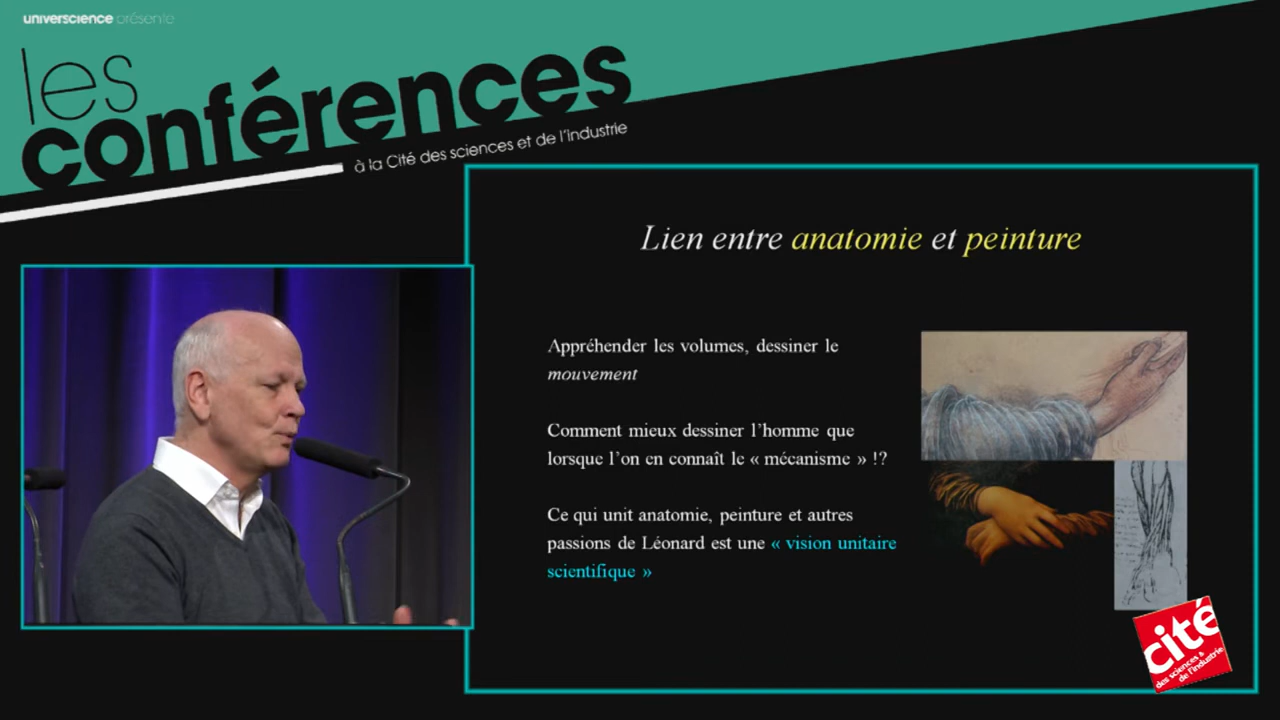 universcience présente
les
conférences
à la Cité des sciences et de l'industrie
Lien entre anatomie et peinture
Appréhender les volumes, dessiner le
mouvement
Comment mieux dessiner l'homme que
lorsque l'on en connaît le « mécanisme » !?
Ce qui unit anatomie, peinture et autres
passions de Léonard est une « vision unitaire
scientifique »
cité
des sciences &
de l'industrie